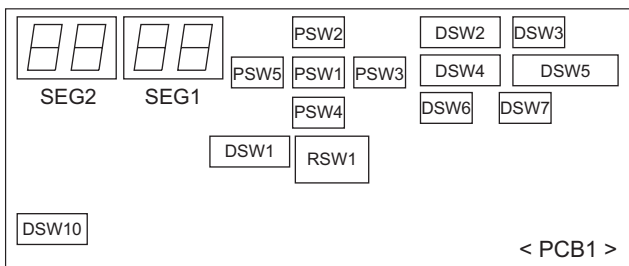 PSW2 DSW2 DSW3
PSW5 PSW1 PSW3 DSW4 DSW5
SEG2 SEG1
PSW4 DSW6 DSW7
DSW1 RSW1
DSW10
< PCB1 >